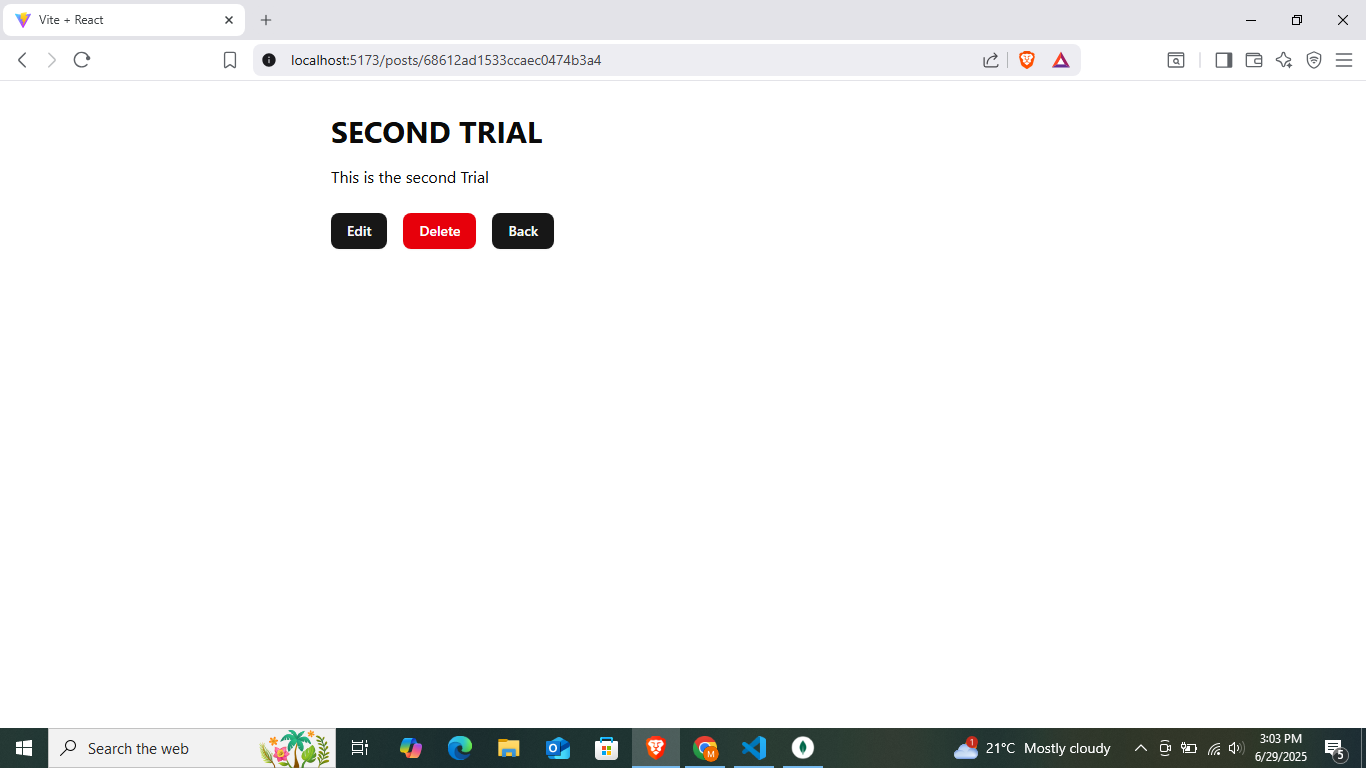 Vite + React
localhost:5173/posts/68612ad1533ccaec0474b3a4
SECOND TRIAL
This is the second Trial
Edit Delete Back
Search the web
1
21°C Mostly cloudy
3:03 PM
6/29/2025
5
M